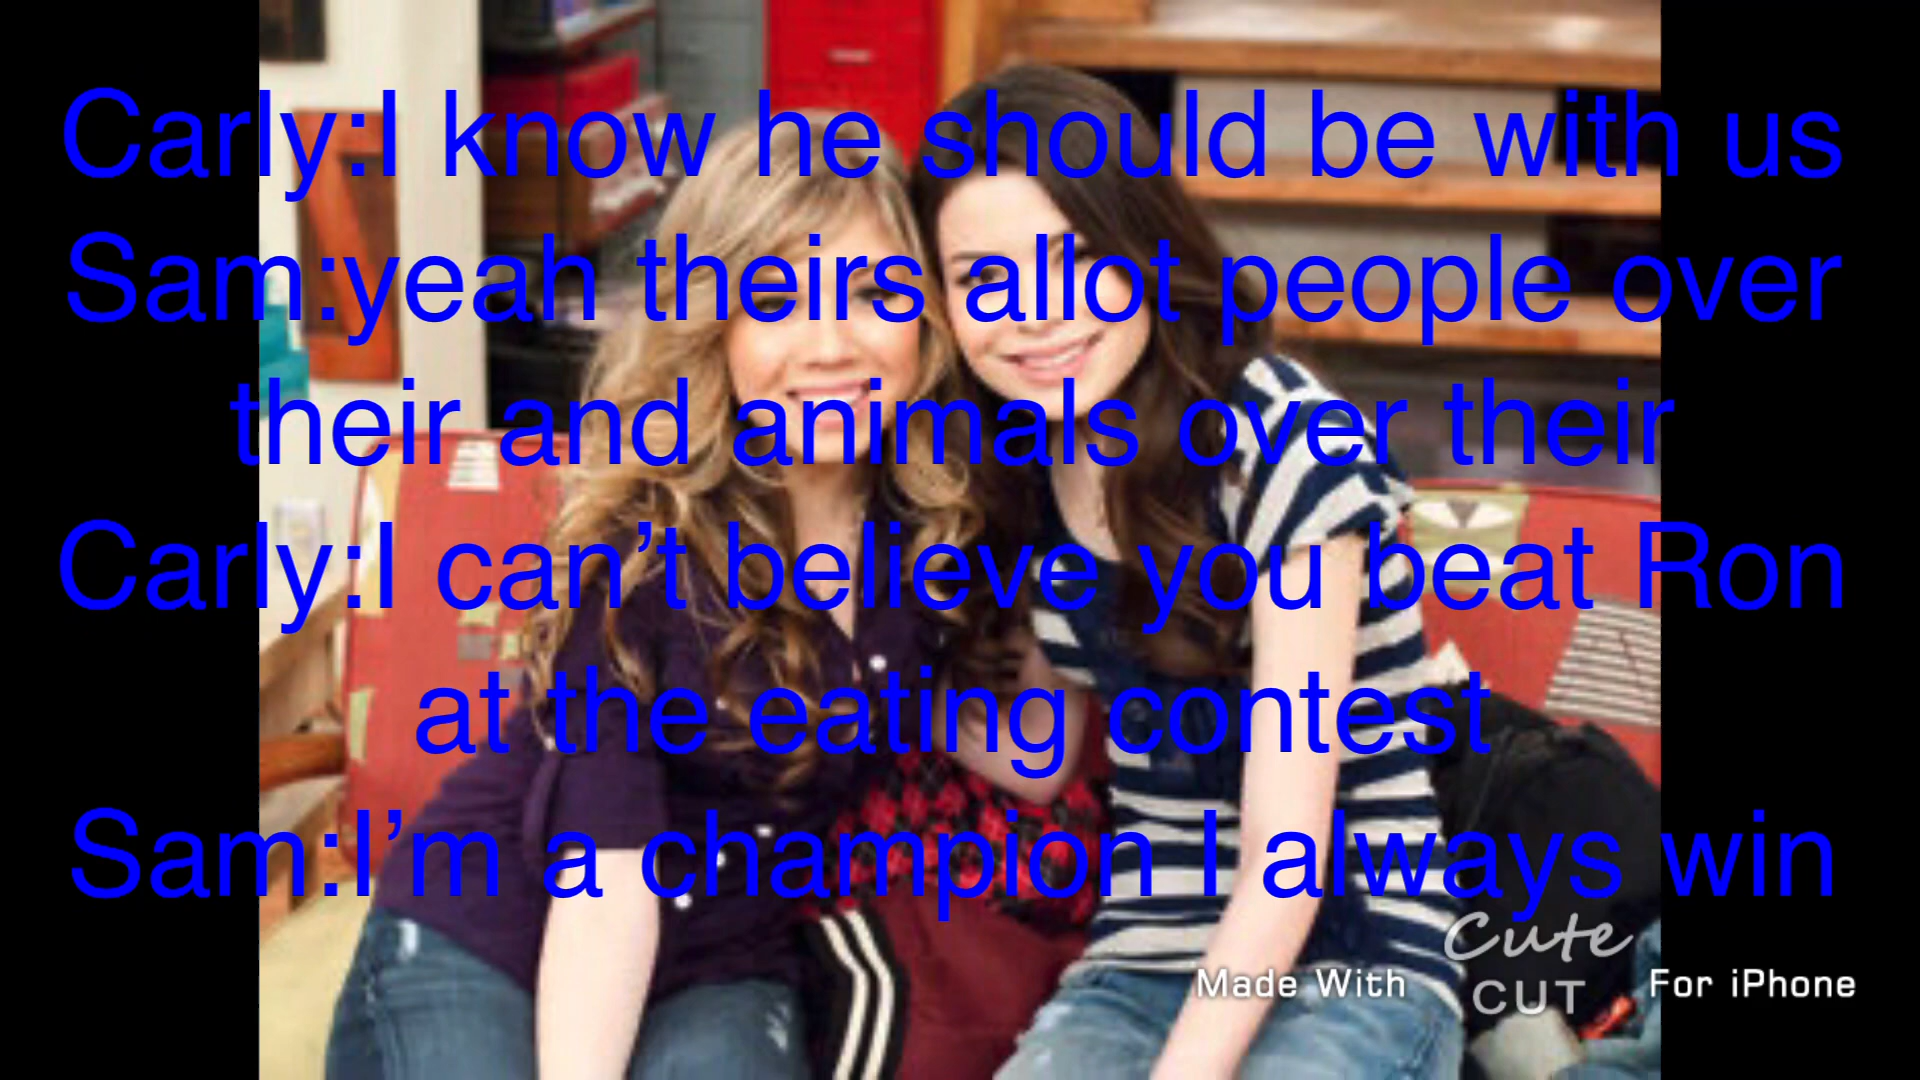 Carly:I know he should be with us
Sam:yeah theirs allot people over
their and animals over their
Carly:I can’t believe you beat Ron
at the eating contest
Sam:I’m a champion I always win
Cute
Made With CUT For iPhone